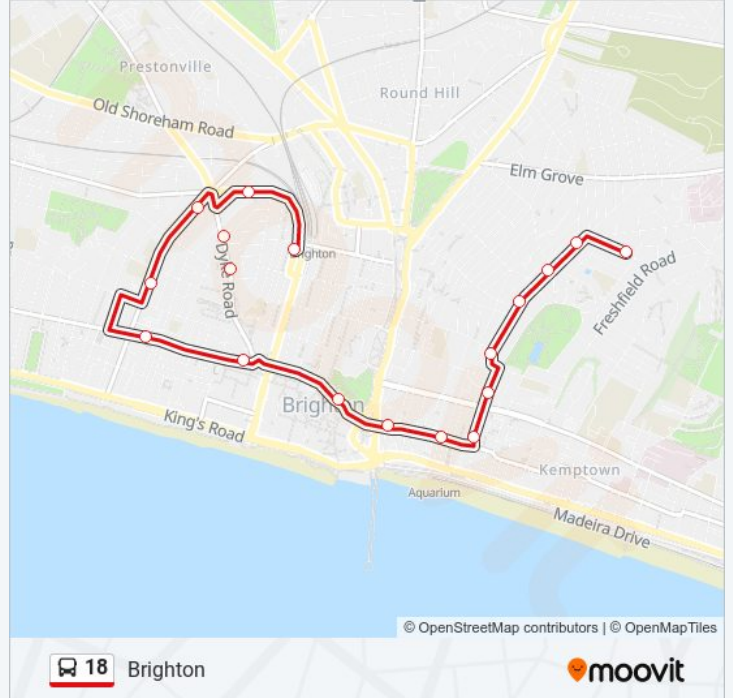 Prestonville
Round Hill
Old Shoreham Road
Elm Grove
Brighton
Dyke Road
Freshfield Road
Brighton
King's Road
Kemptown
Aquarium
Madeira Drive
© OpenStreetMap contributors | © OpenMapTiles
18 Brighton
moovit